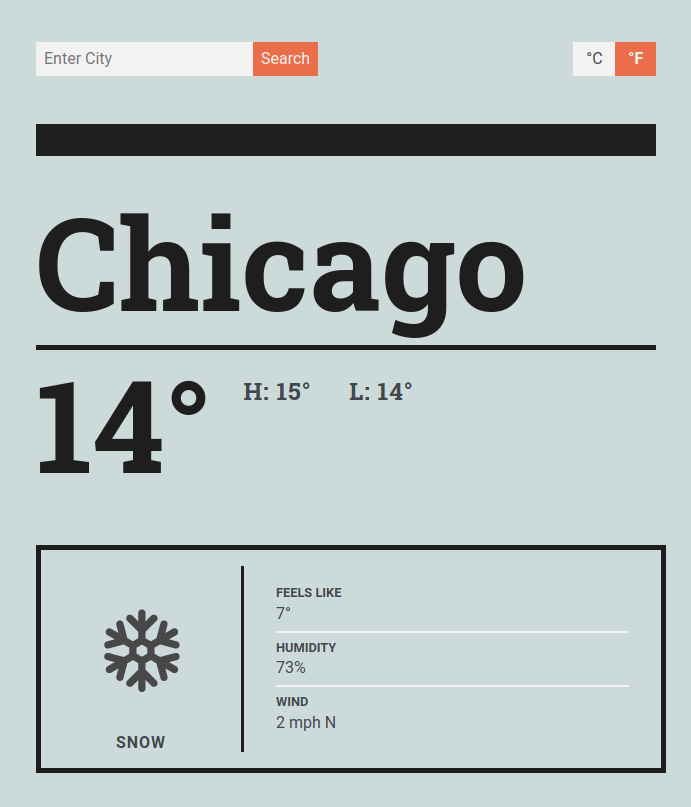 Enter City Search °C °F
Chicago
14° H: 15° L: 14°
FEELS LIKE
7°
HUMIDITY
73%
WIND
2 mph N
SNOW